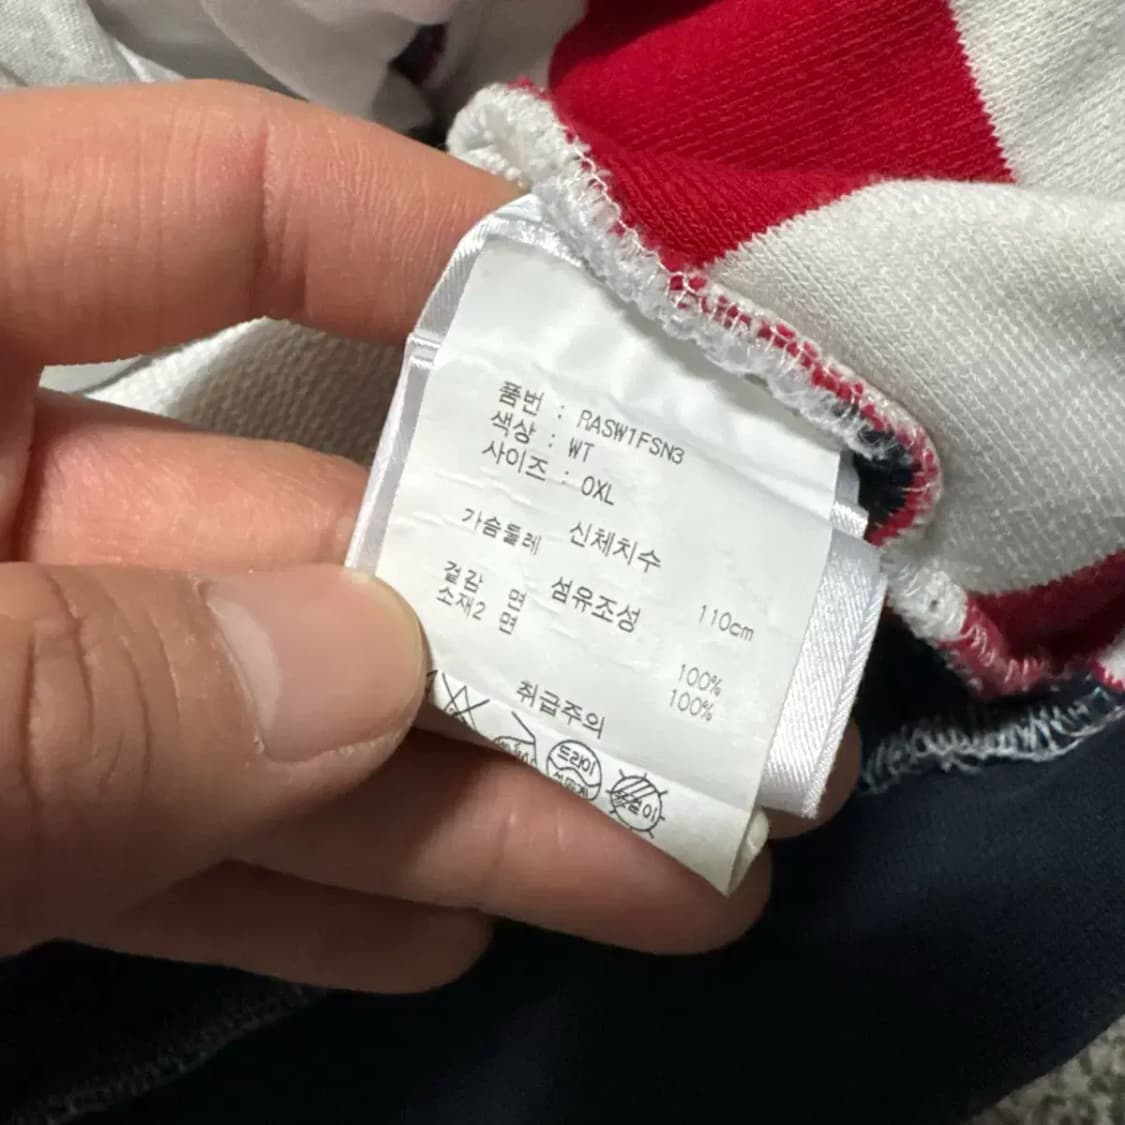 품번 : RASW1FSN3
색상 : WT
사이즈 : 0XL
신체치수
가슴둘레 110cm
섬유조성
겉감 면 100%
소재2 면 100%
취급주의
드라이